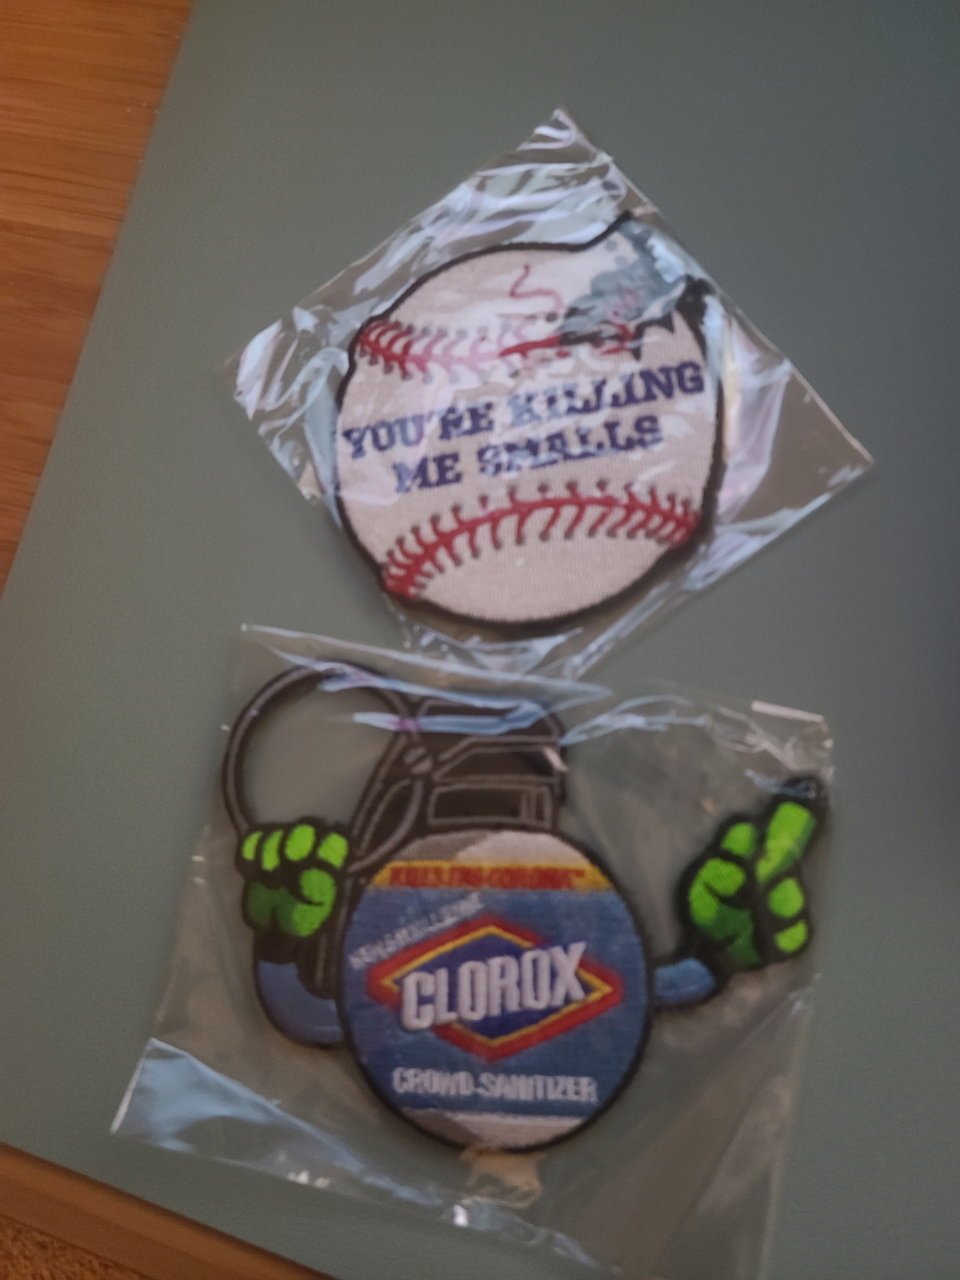 YOU'RE KILLING
ME SMALLS
CLOROX
CROWD SANITIZER